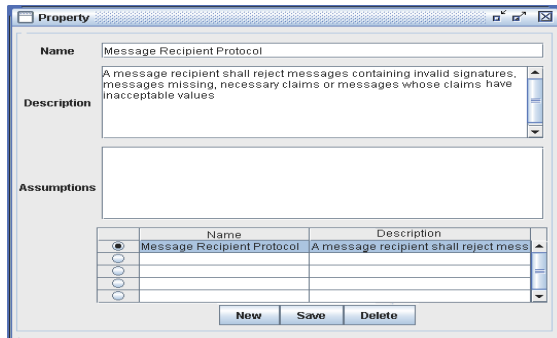 Property
Name
Message Recipient Protocol
Description
A message recipient shall reject messages containing invalid signatures,
messages missing, necessary claims or messages whose claims have
inacceptable values
Assumptions
Name Description
Message Recipient Protocol A message recipient shall reject mess
New Save Delete